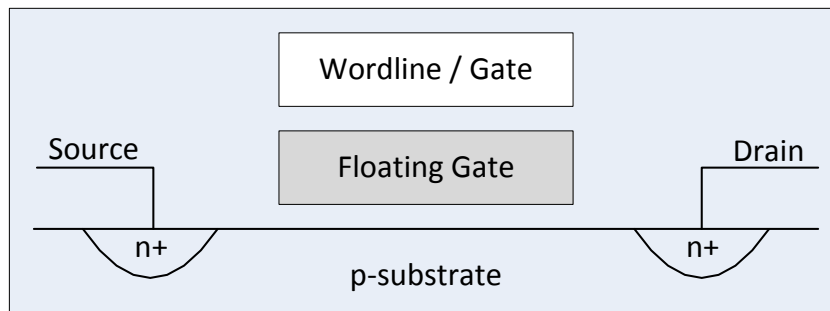 Wordline / Gate
Source
Floating Gate
Drain
n+
n+
p-substrate